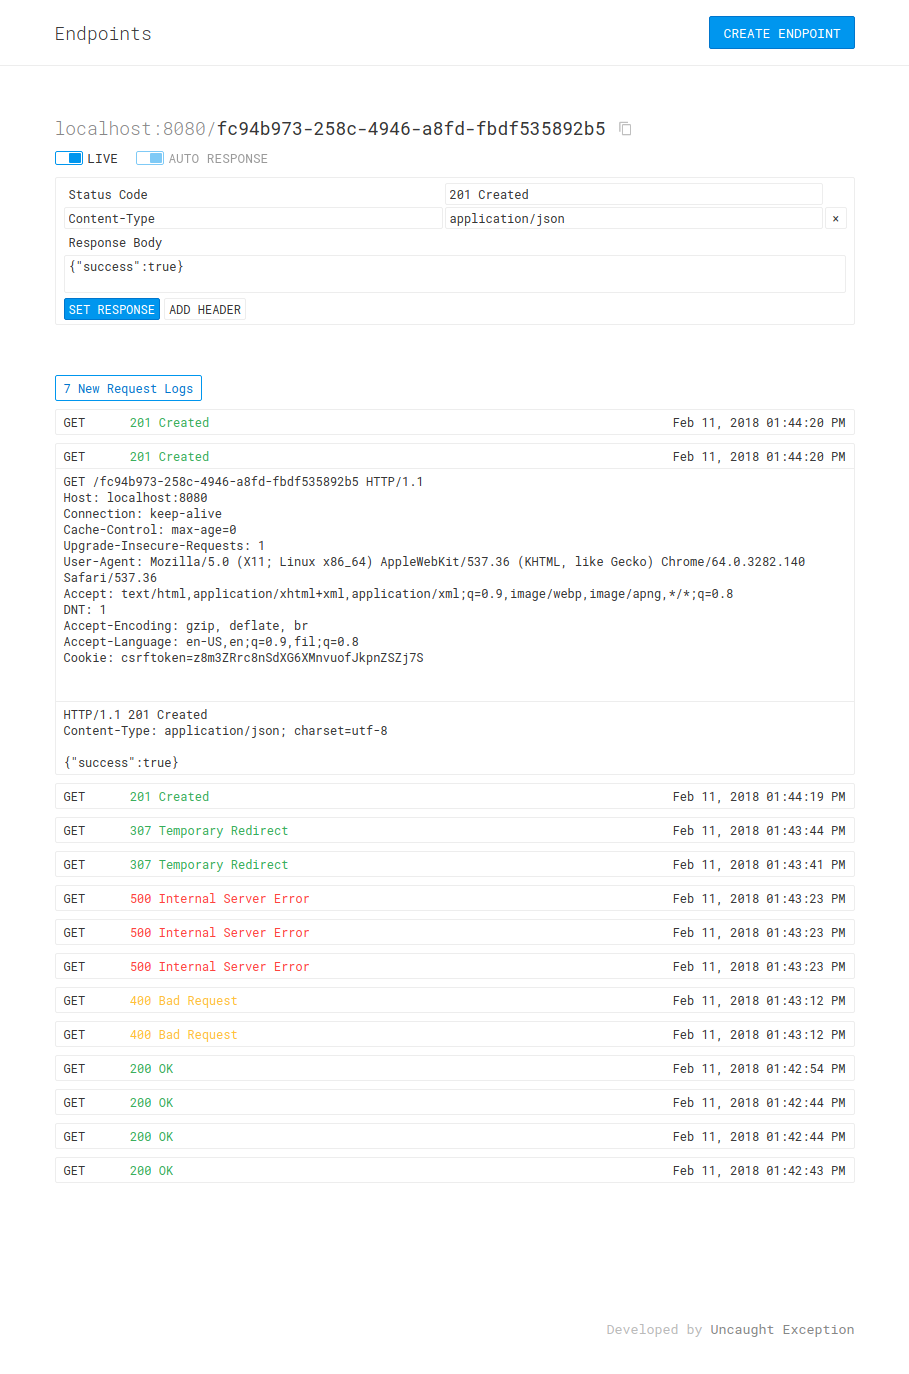 Endpoints
CREATE ENDPOINT
localhost:8080/fc94b973-258c-4946-a8fd-fbdf535892b5
LIVE AUTO RESPONSE
Status Code 201 Created
Content-Type application/json ×
Response Body
{"success":true}
SET RESPONSE ADD HEADER
7 New Request Logs
GET 201 Created Feb 11, 2018 01:44:20 PM
GET 201 Created Feb 11, 2018 01:44:20 PM
GET /fc94b973-258c-4946-a8fd-fbdf535892b5 HTTP/1.1
Host: localhost:8080
Connection: keep-alive
Cache-Control: max-age=0
Upgrade-Insecure-Requests: 1
User-Agent: Mozilla/5.0 (X11; Linux x86_64) AppleWebKit/537.36 (KHTML, like Gecko) Chrome/64.0.3282.140
Safari/537.36
Accept: text/html,application/xhtml+xml,application/xml;q=0.9,image/webp,image/apng,*/*;q=0.8
DNT: 1
Accept-Encoding: gzip, deflate, br
Accept-Language: en-US,en;q=0.9,fil;q=0.8
Cookie: csrftoken=z8m3ZRrc8nSdXG6XMnvuofJkpnZSZj7S
HTTP/1.1 201 Created
Content-Type: application/json; charset=utf-8
{"success":true}
GET 201 Created Feb 11, 2018 01:44:19 PM
GET 307 Temporary Redirect Feb 11, 2018 01:43:44 PM
GET 307 Temporary Redirect Feb 11, 2018 01:43:41 PM
GET 500 Internal Server Error Feb 11, 2018 01:43:23 PM
GET 500 Internal Server Error Feb 11, 2018 01:43:23 PM
GET 500 Internal Server Error Feb 11, 2018 01:43:23 PM
GET 400 Bad Request Feb 11, 2018 01:43:12 PM
GET 400 Bad Request Feb 11, 2018 01:43:12 PM
GET 200 OK Feb 11, 2018 01:42:54 PM
GET 200 OK Feb 11, 2018 01:42:44 PM
GET 200 OK Feb 11, 2018 01:42:44 PM
GET 200 OK Feb 11, 2018 01:42:43 PM
Developed by Uncaught Exception